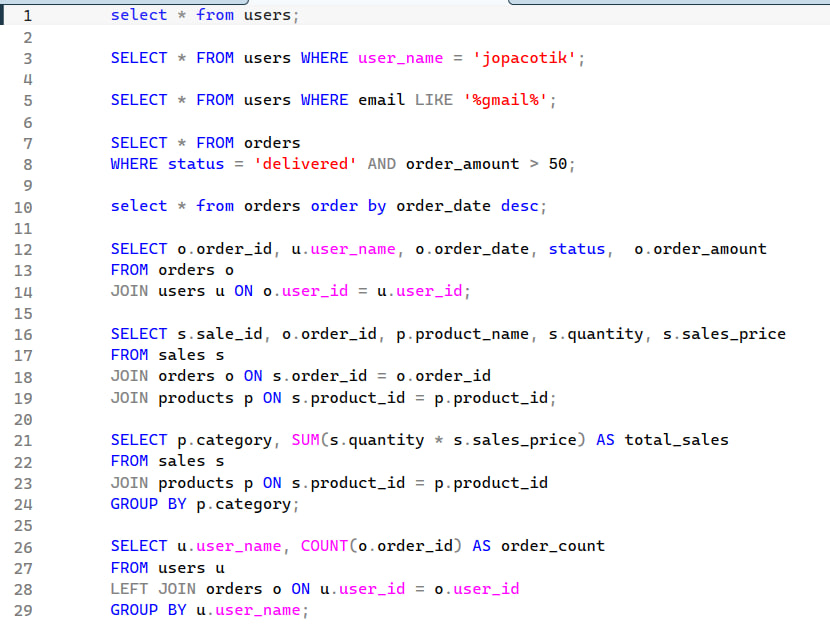 1 select * from users;
2
3 SELECT * FROM users WHERE user_name = 'jopacotik';
4
5 SELECT * FROM users WHERE email LIKE '%gmail%';
6
7 SELECT * FROM orders
8 WHERE status = 'delivered' AND order_amount > 50;
9
10 select * from orders order by order_date desc;
11
12 SELECT o.order_id, u.user_name, o.order_date, status,  o.order_amount
13 FROM orders o
14 JOIN users u ON o.user_id = u.user_id;
15
16 SELECT s.sale_id, o.order_id, p.product_name, s.quantity, s.sales_price
17 FROM sales s
18 JOIN orders o ON s.order_id = o.order_id
19 JOIN products p ON s.product_id = p.product_id;
20
21 SELECT p.category, SUM(s.quantity * s.sales_price) AS total_sales
22 FROM sales s
23 JOIN products p ON s.product_id = p.product_id
24 GROUP BY p.category;
25
26 SELECT u.user_name, COUNT(o.order_id) AS order_count
27 FROM users u
28 LEFT JOIN orders o ON u.user_id = o.user_id
29 GROUP BY u.user_name;